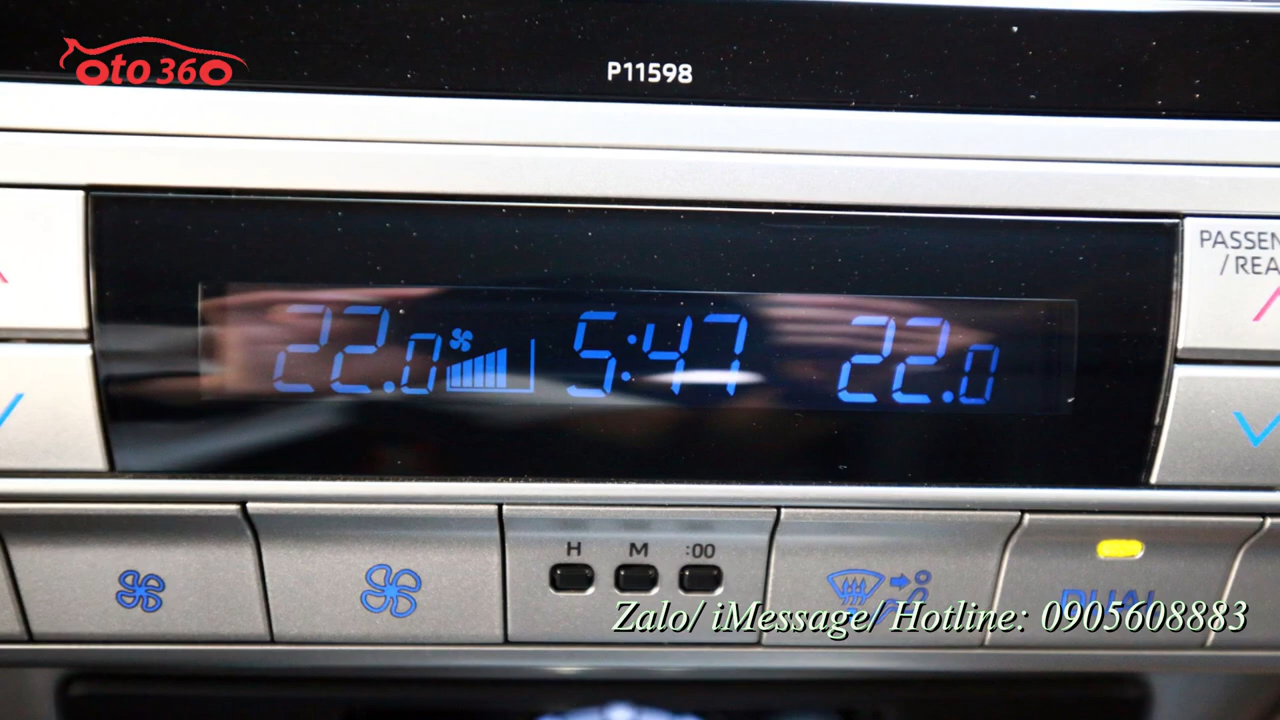 oto 360
P11598
PASSEN
/ REA
22.0 5:47 22.0
H M :00
DUAL
Zalo/ iMessage/ Hotline: 0905608883